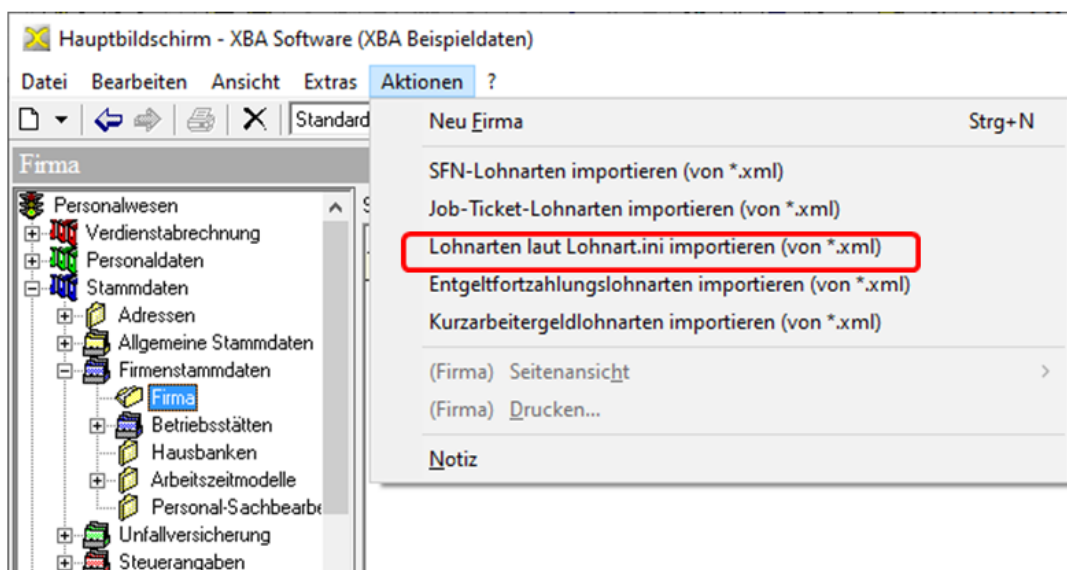 Hauptbildschirm - XBA Software (XBA Beispieldaten)
Datei Bearbeiten Ansicht Extras Aktionen ?
Standard
Neu Firma Strg+N
Firma
SFN-Lohnarten importieren (von *.xml)
Job-Ticket-Lohnarten importieren (von *.xml)
Lohnarten laut Lohnart.ini importieren (von *.xml)
Entgeltfortzahlungslohnarten importieren (von *.xml)
Kurzarbeitergeldlohnarten importieren (von *.xml)
(Firma) Seitenansicht
(Firma) Drucken...
Notiz
Personalwesen
Verdienstabrechnung
Personaldaten
Stammdaten
Adressen
Allgemeine Stammdaten
Firmenstammdaten
Firma
Betriebsstätten
Hausbanken
Arbeitszeitmodelle
Personal-Sachbearbe
Unfallversicherung
Steuerangaben